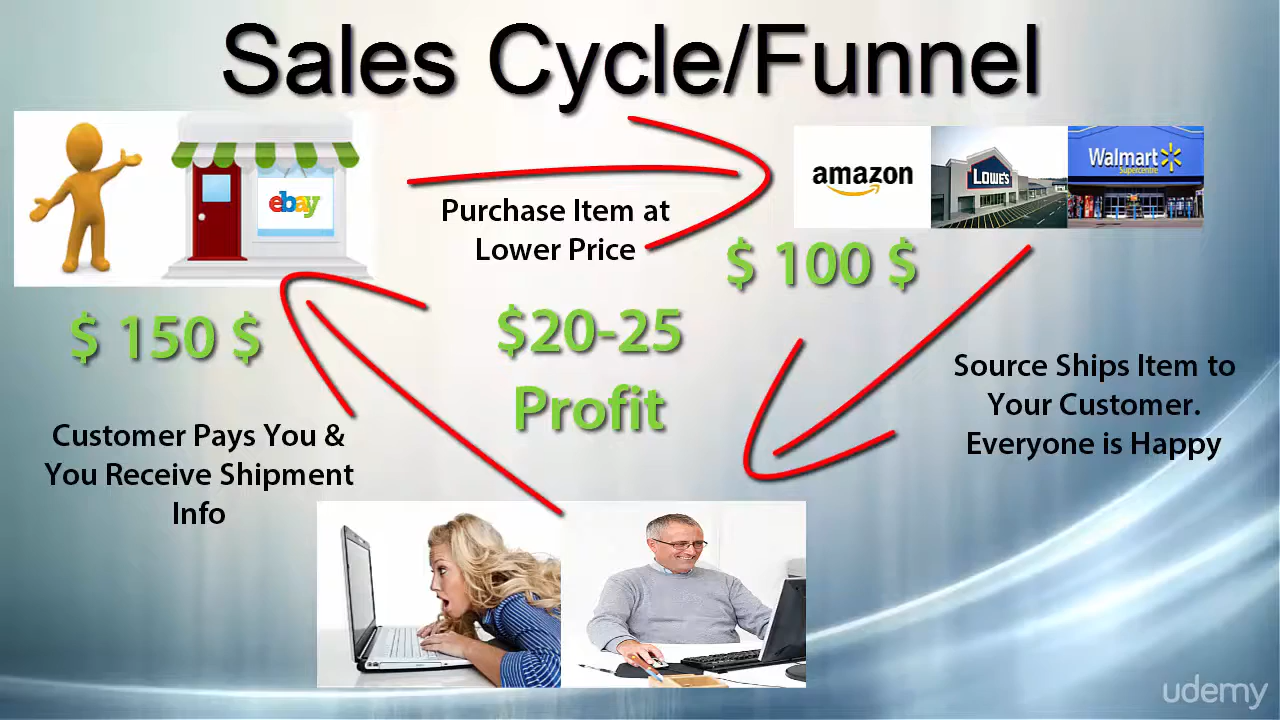 Sales Cycle/Funnel
ebay
Purchase Item at
Lower Price
amazon
LOWE'S
Walmart
Supercentre
$ 100 $
$ 150 $
$20-25
Profit
Customer Pays You &
You Receive Shipment
Info
Source Ships Item to
Your Customer.
Everyone is Happy
udemy